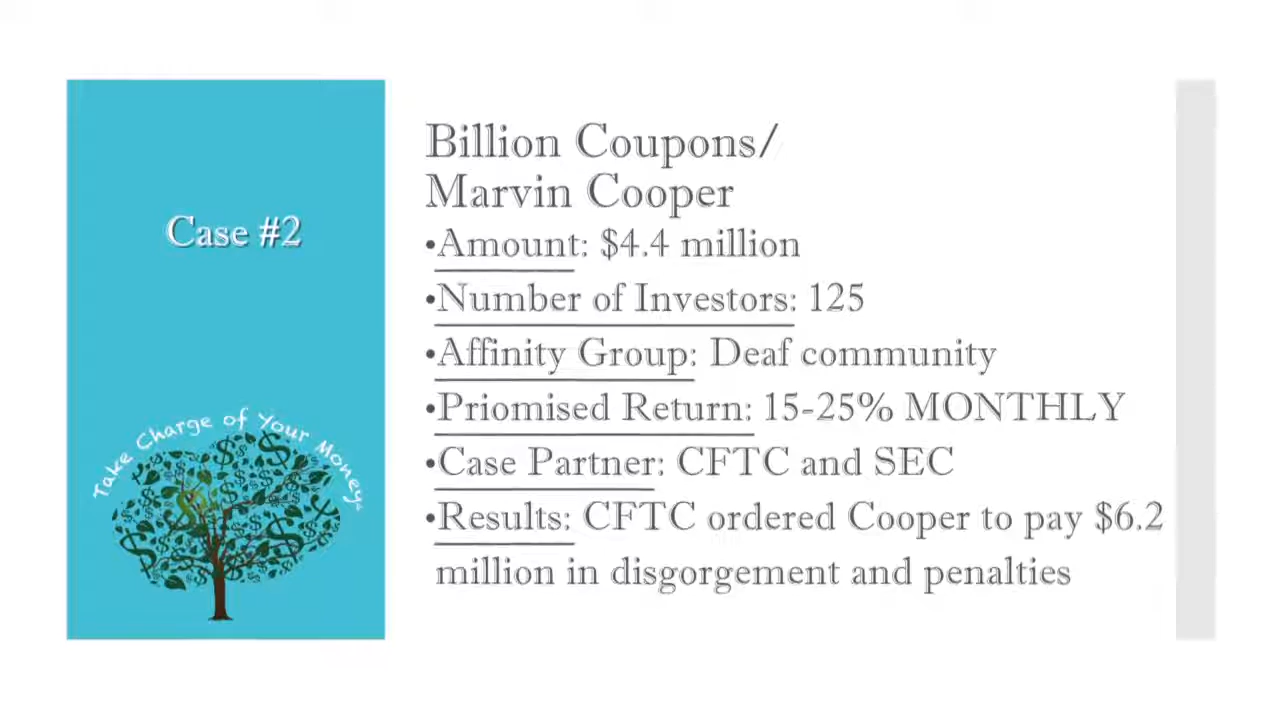 Case #2
Take Charge of Your Money
Billion Coupons/
Marvin Cooper
•Amount: $4.4 million
•Number of Investors: 125
•Affinity Group: Deaf community
•Priomised Return: 15-25% MONTHLY
•Case Partner: CFTC and SEC
•Results: CFTC ordered Cooper to pay $6.2
million in disgorgement and penalties